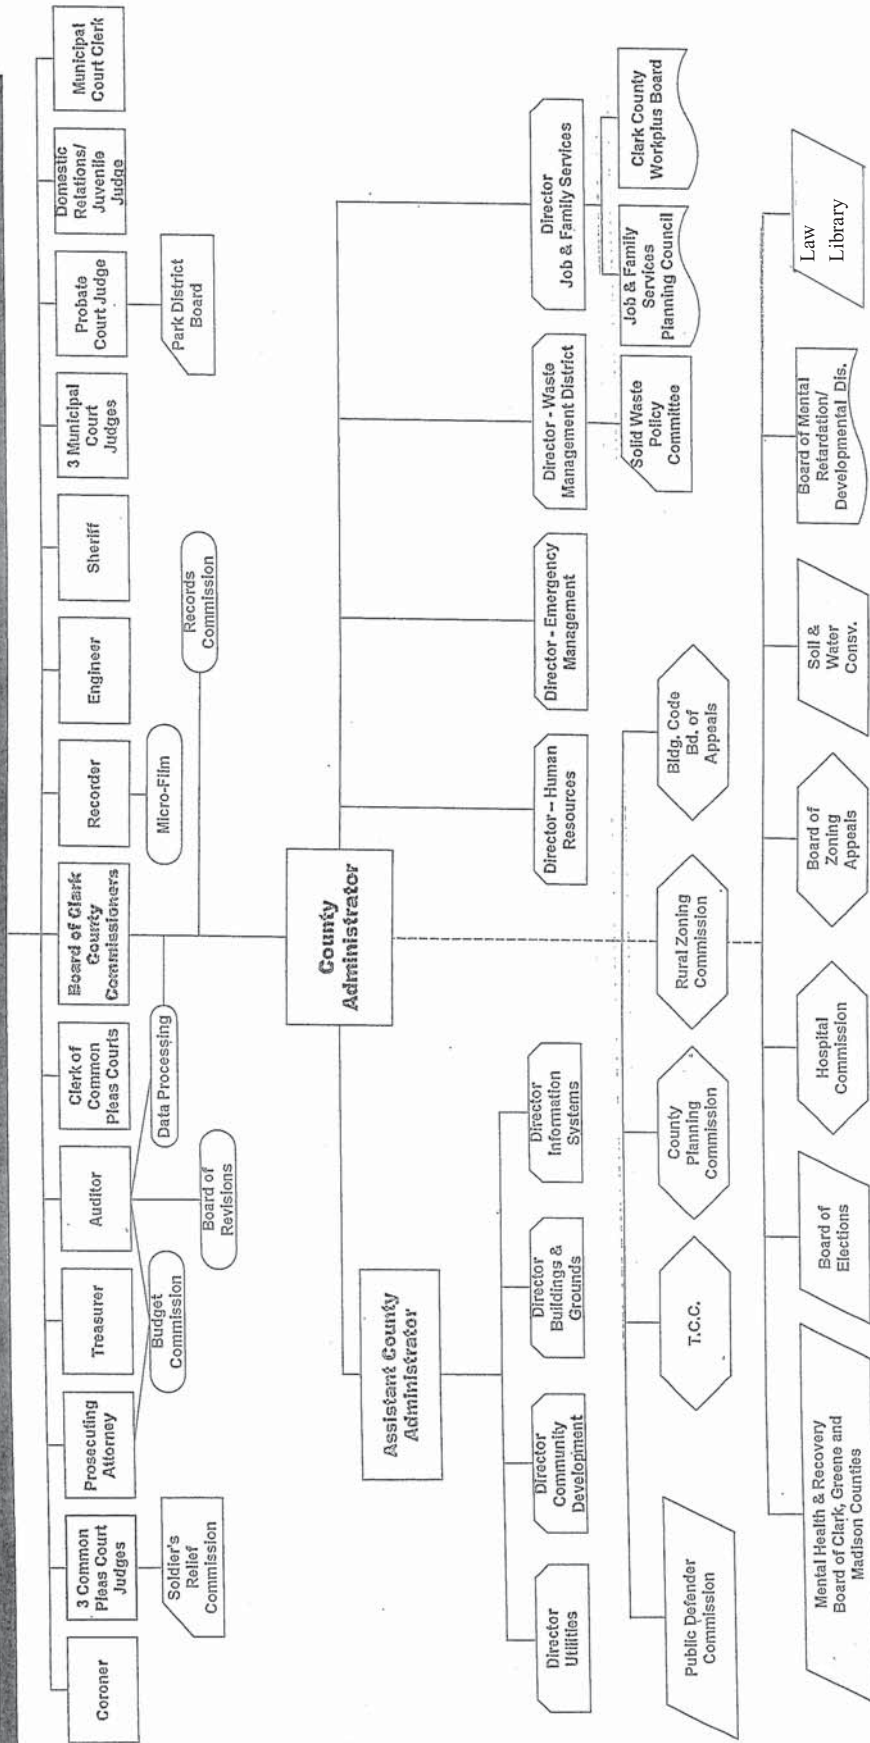 Coroner
3 Common
Pleas Court
Judges
Prosecuting
Attorney
Treasurer
Auditor
Clerk of
Common
Pleas Courts
Board of Clark
County
Commissioners
Recorder
Engineer
Sheriff
3 Municipal
Court
Judges
Probate
Court Judge
Domestic
Relations/
Juvenile
Judge
Municipal
Court Clerk
Soldier's
Relief
Commission
Budget
Commission
Board of
Revisions
Data Processing
Micro-Film
Records
Commission
Park District
Board
County
Administrator
Assistant County
Administrator
Director
Utilities
Director
Community
Development
Director
Buildings &
Grounds
Director
Information
Systems
Director – Human
Resources
Director - Emergency
Management
Director - Waste
Management District
Director
Job & Family Services
Solid Waste
Policy
Committee
Job & Family
Services
Planning Council
Clark County
Workplus Board
Public Defender
Commission
T.C.C.
County
Planning
Commission
Rural Zoning
Commission
Bldg. Code
Bd. of
Appeals
Mental Health & Recovery
Board of Clark, Greene and
Madison Counties
Board of
Elections
Hospital
Commission
Board of
Zoning
Appeals
Soil &
Water
Consv.
Board of Mental
Retardation/
Developmental Dis.
Law
Library